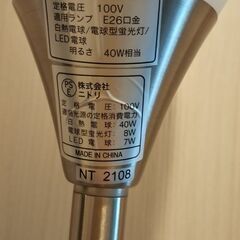 定格電圧 100V
適用ランプ E26口金
白熱電球/電球型蛍光灯/
LED電球
明るさ 40W相当
PS
E
株式会社
ニトリ
定格電圧:100V
適合光源の定格消費電力
白熱電球:40W
電球型蛍光灯:8W
LED電球:7W
MADE IN CHINA
NT 2108